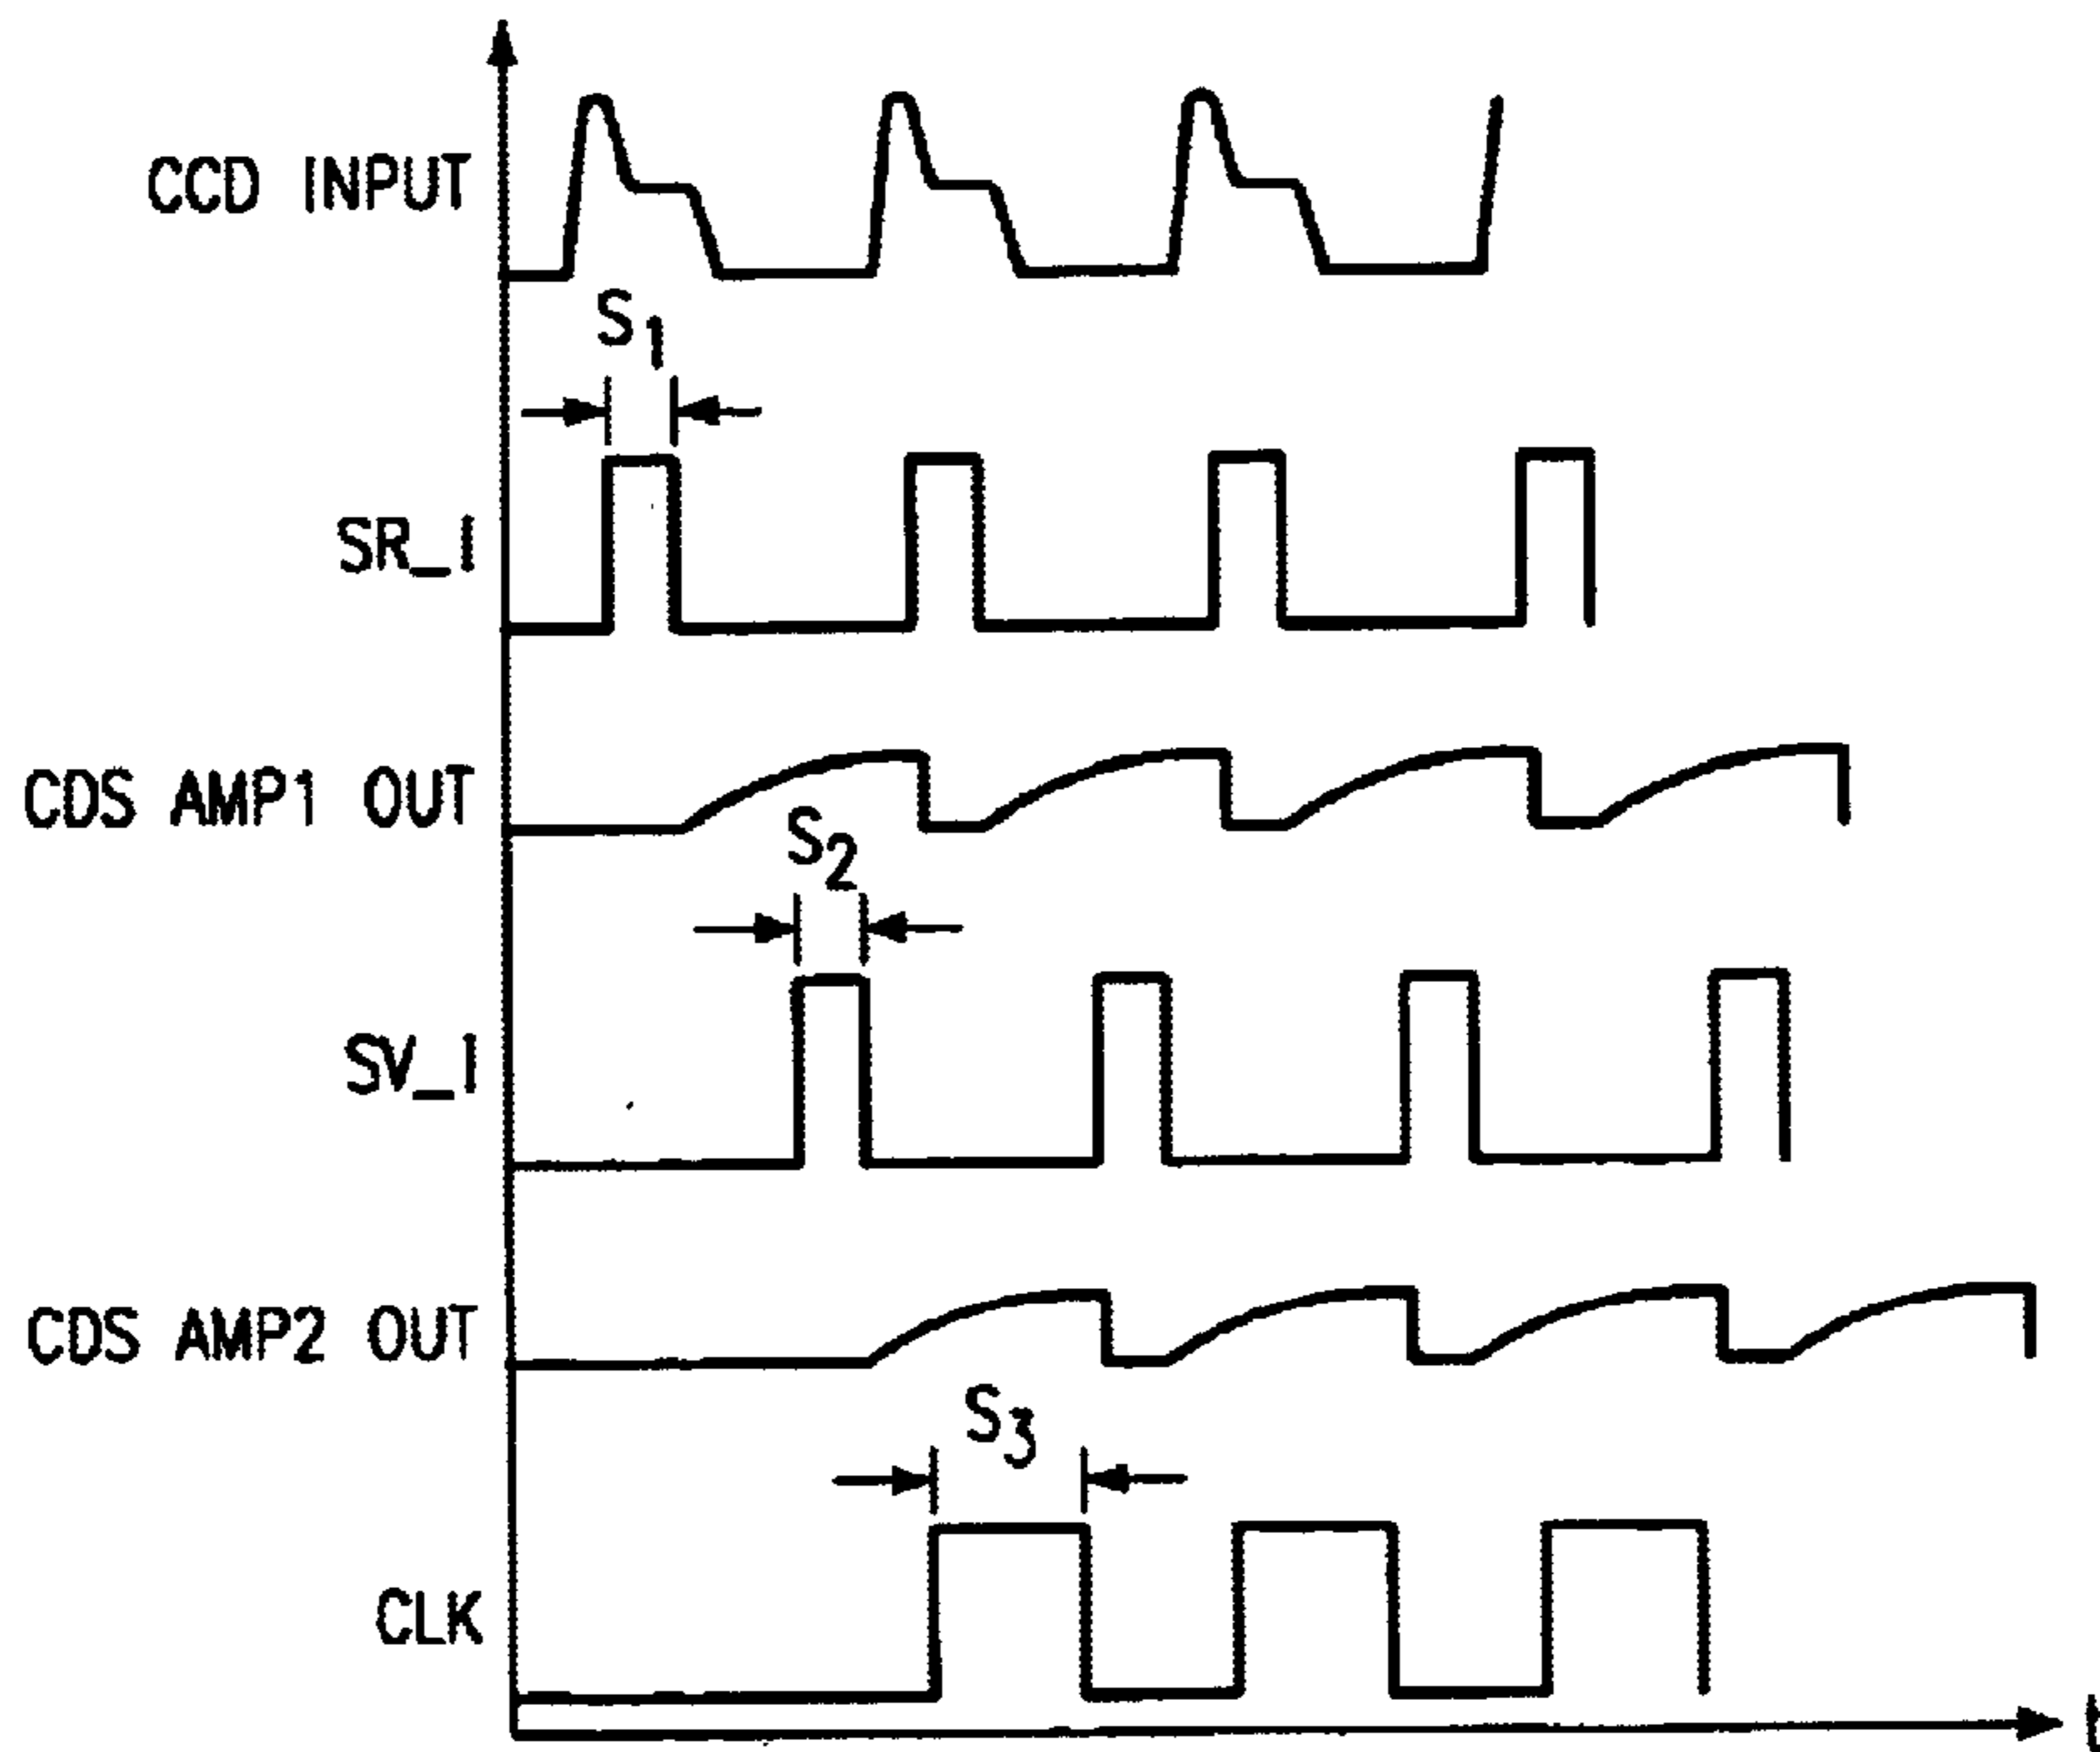 CCD INPUT
S1
SR_I
CDS AMP1 OUT
S2
SV_I
CDS AMP2 OUT
S3
CLK
t